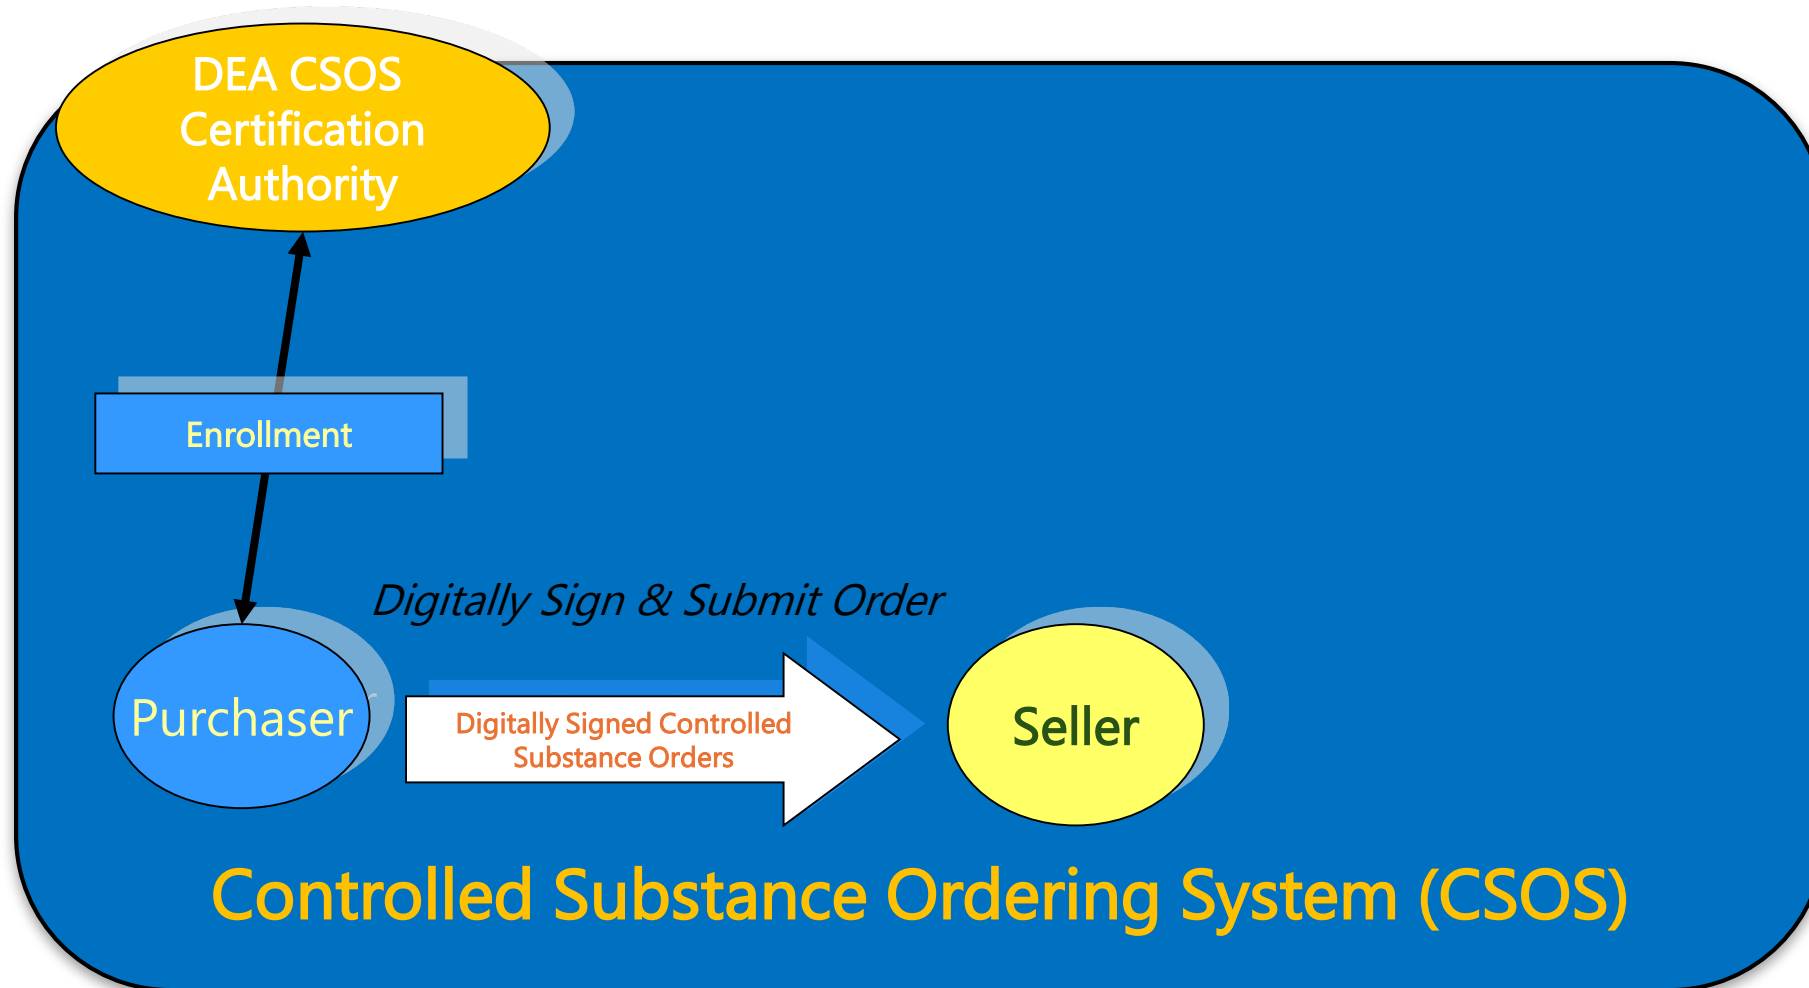 DEA CSOS
Certification
Authority
Enrollment
Digitally Sign & Submit Order
Purchaser
Digitally Signed Controlled
Substance Orders
Seller
Controlled Substance Ordering System (CSOS)